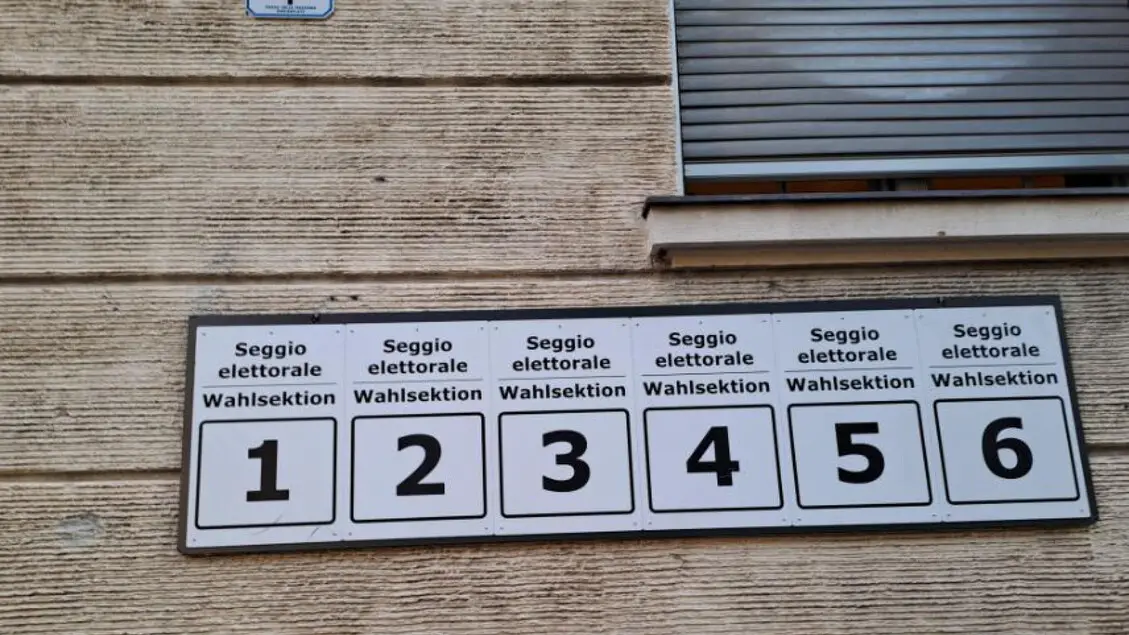 Seggio
elettorale
Wahlsektion
1
Seggio
elettorale
Wahlsektion
2
Seggio
elettorale
Wahlsektion
3
Seggio
elettorale
Wahlsektion
4
Seggio
elettorale
Wahlsektion
5
Seggio
elettorale
Wahlsektion
6